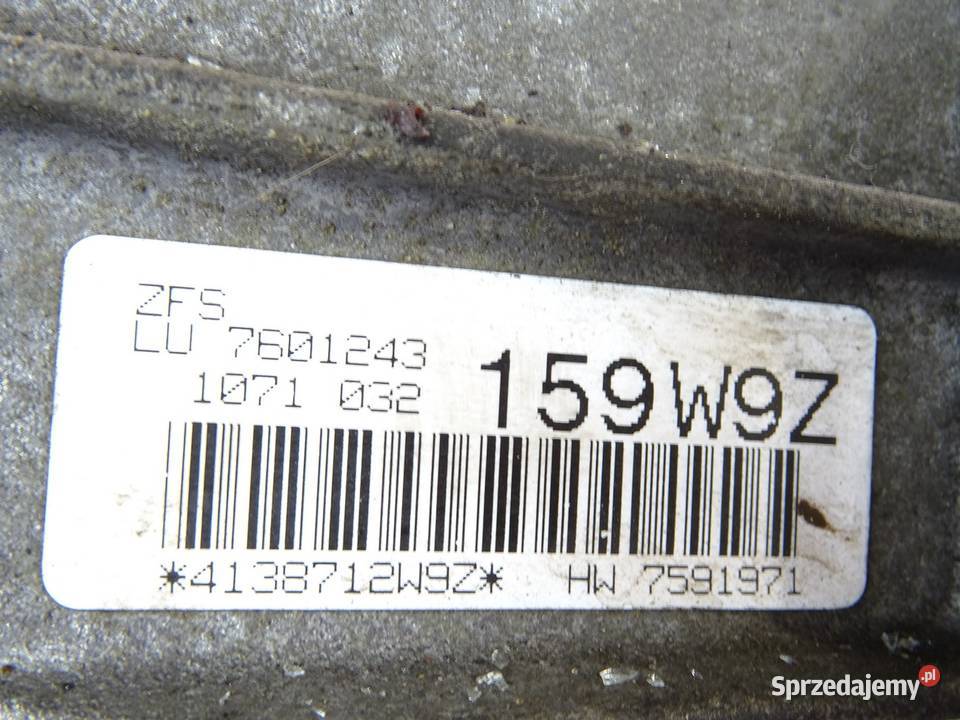 ZFS
LU 7601243
1071 032
159W9Z
*4138712W9Z* HW 7591971
Sprzedajemy.pl